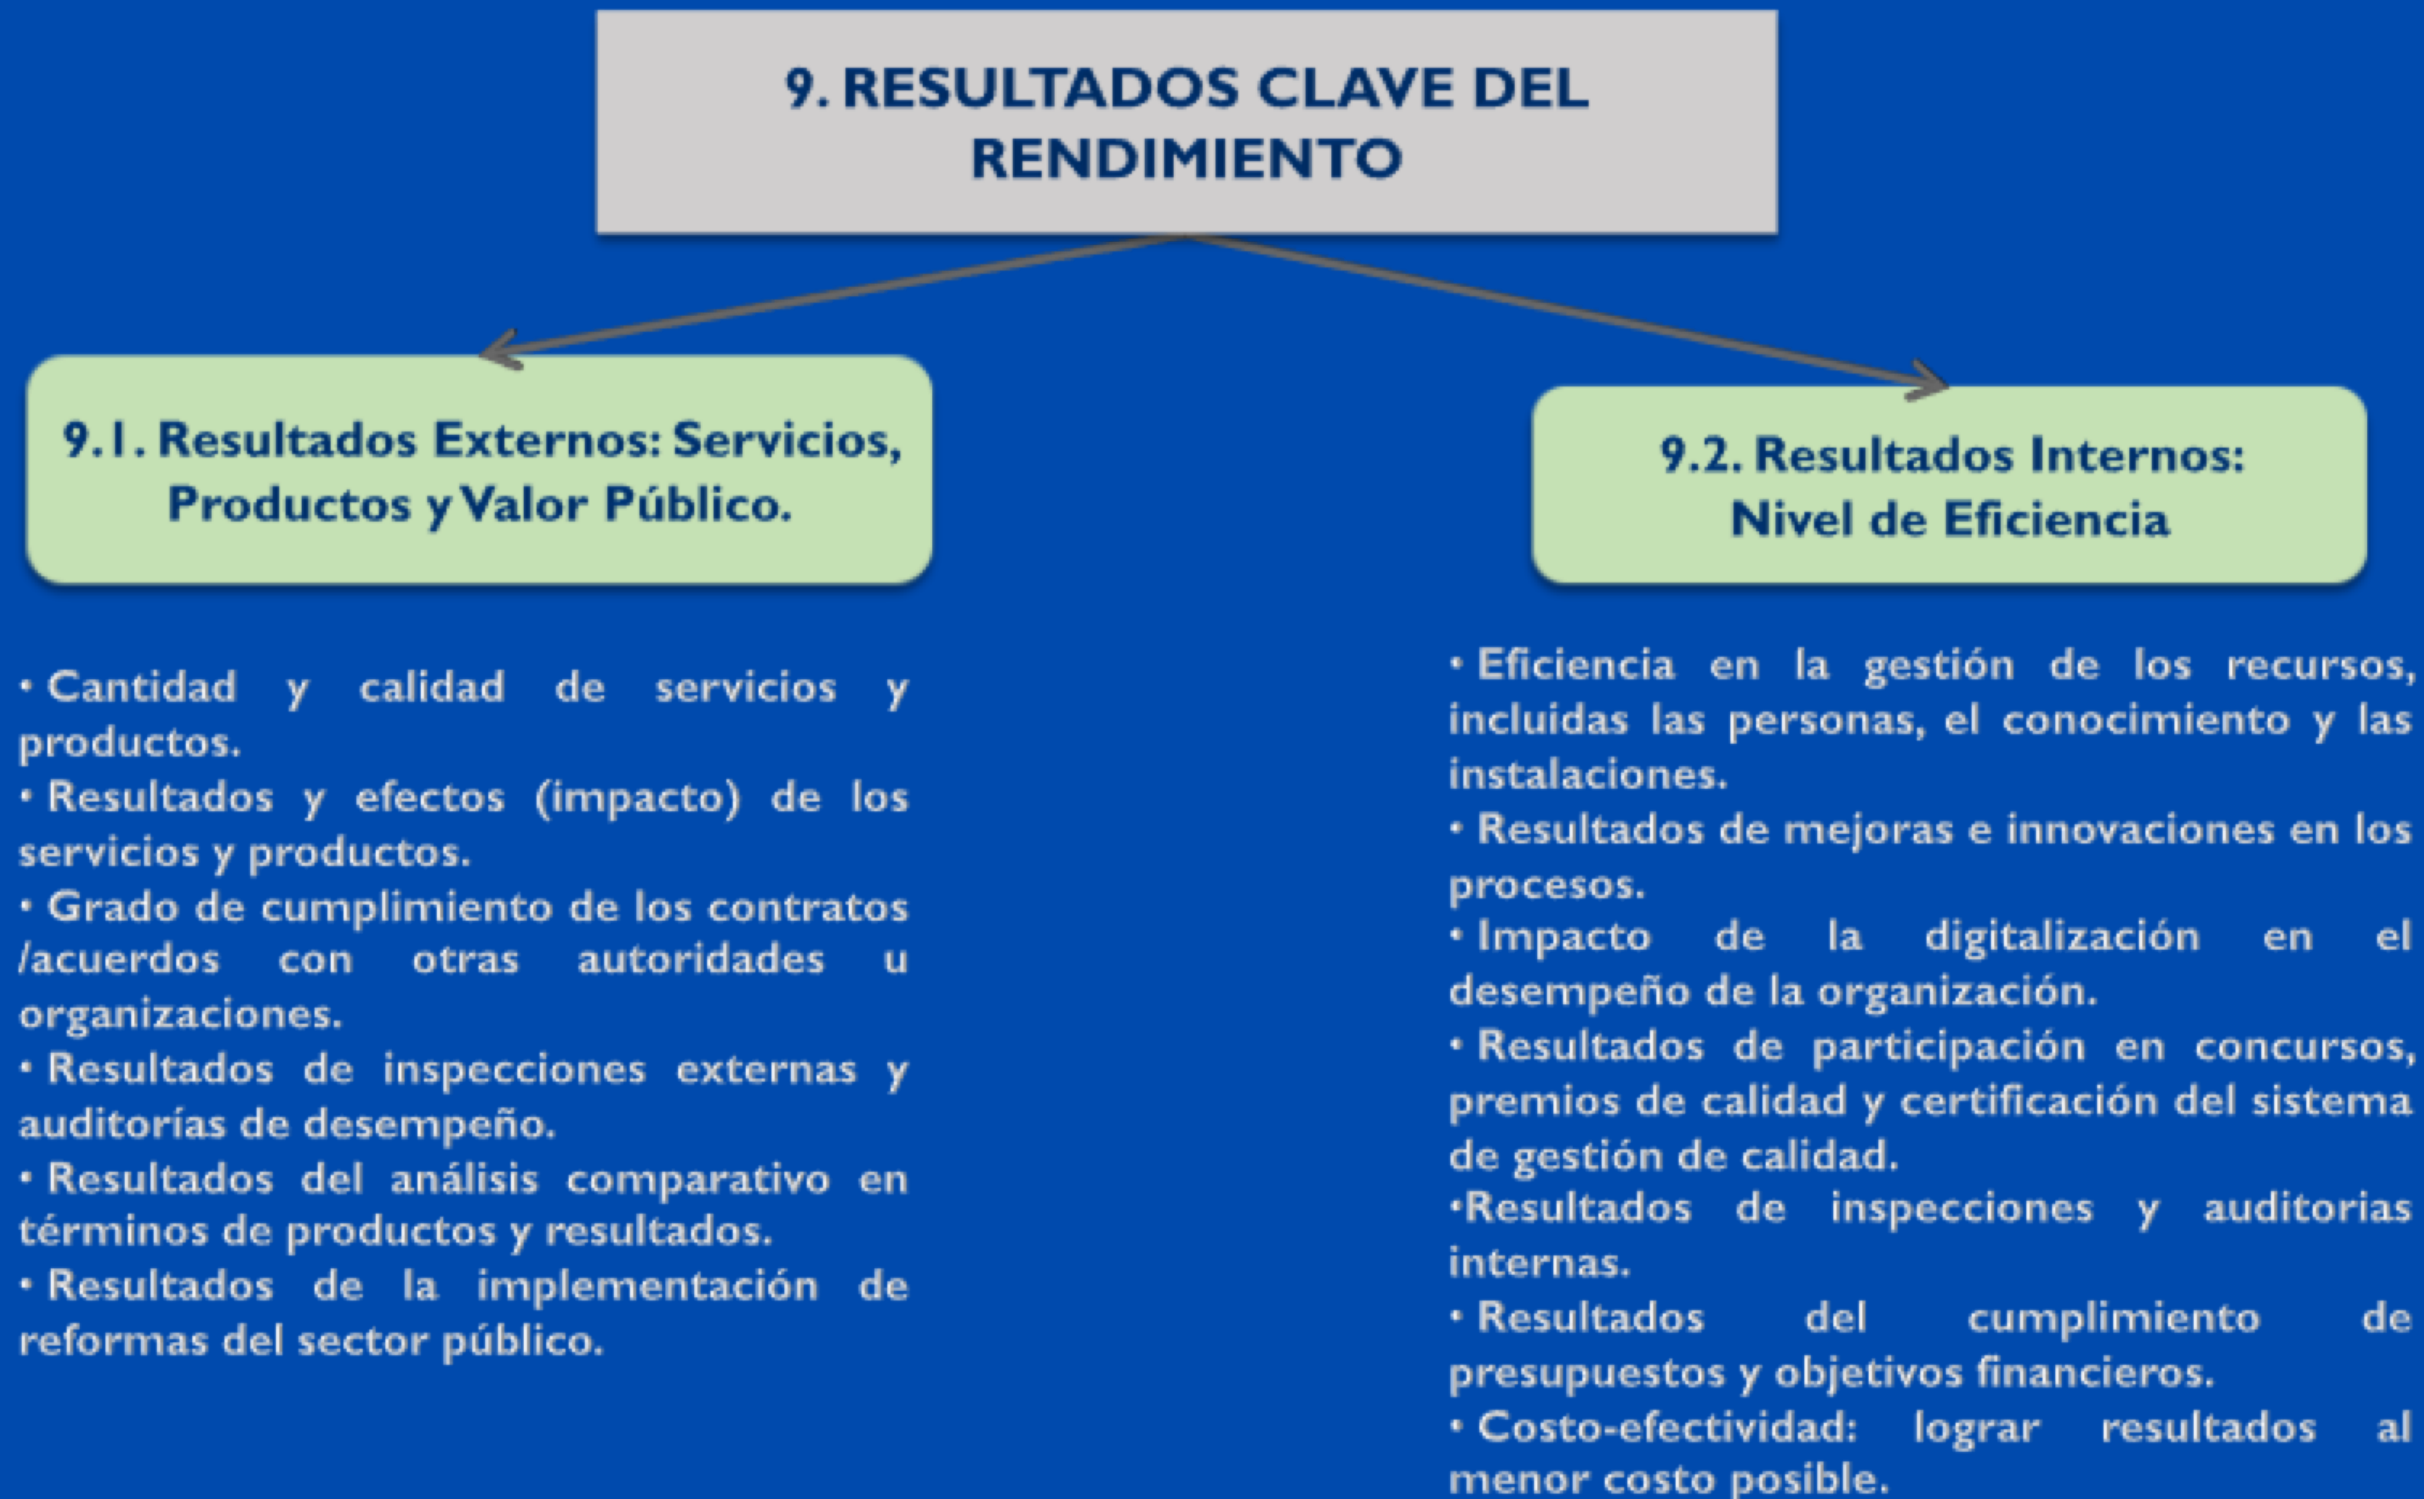 9. RESULTADOS CLAVE DEL
RENDIMIENTO
9.1. Resultados Externos: Servicios,
Productos y Valor Público.
• Cantidad y calidad de servicios y
productos.
• Resultados y efectos (impacto) de los
servicios y productos.
• Grado de cumplimiento de los contratos
/acuerdos con otras autoridades u
organizaciones.
• Resultados de inspecciones externas y
auditorías de desempeño.
• Resultados del análisis comparativo en
términos de productos y resultados.
• Resultados de la implementación de
reformas del sector público.
9.2. Resultados Internos:
Nivel de Eficiencia
• Eficiencia en la gestión de los recursos,
incluidas las personas, el conocimiento y las
instalaciones.
• Resultados de mejoras e innovaciones en los
procesos.
• Impacto de la digitalización en el
desempeño de la organización.
• Resultados de participación en concursos,
premios de calidad y certificación del sistema
de gestión de calidad.
•Resultados de inspecciones y auditorias
internas.
• Resultados del cumplimiento de
presupuestos y objetivos financieros.
• Costo-efectividad: lograr resultados al
menor costo posible.